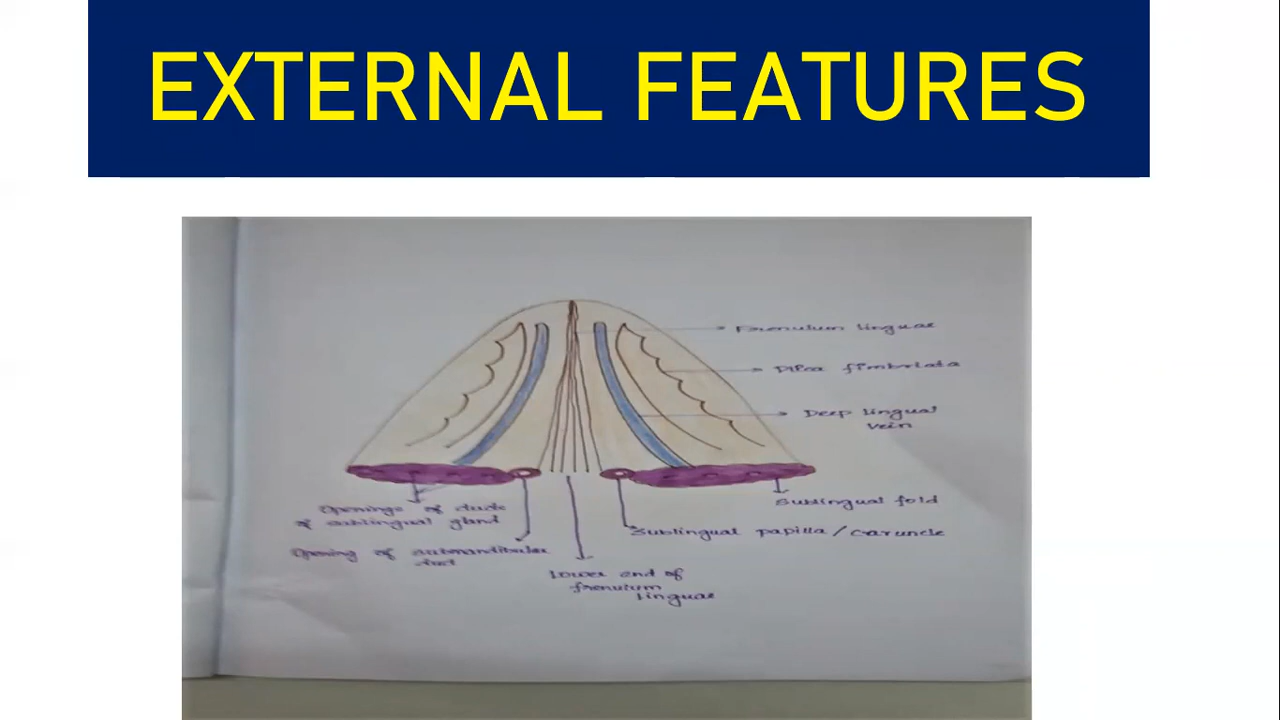 EXTERNAL FEATURES
Frenulum linguae
Plica fimbriata
Deep lingual
vein
Openings of duck
of sublingual gland
Sublingual fold
Sublingual papilla / caruncle
Opening of submandibular
duct
Lower end of
frenulum
linguae